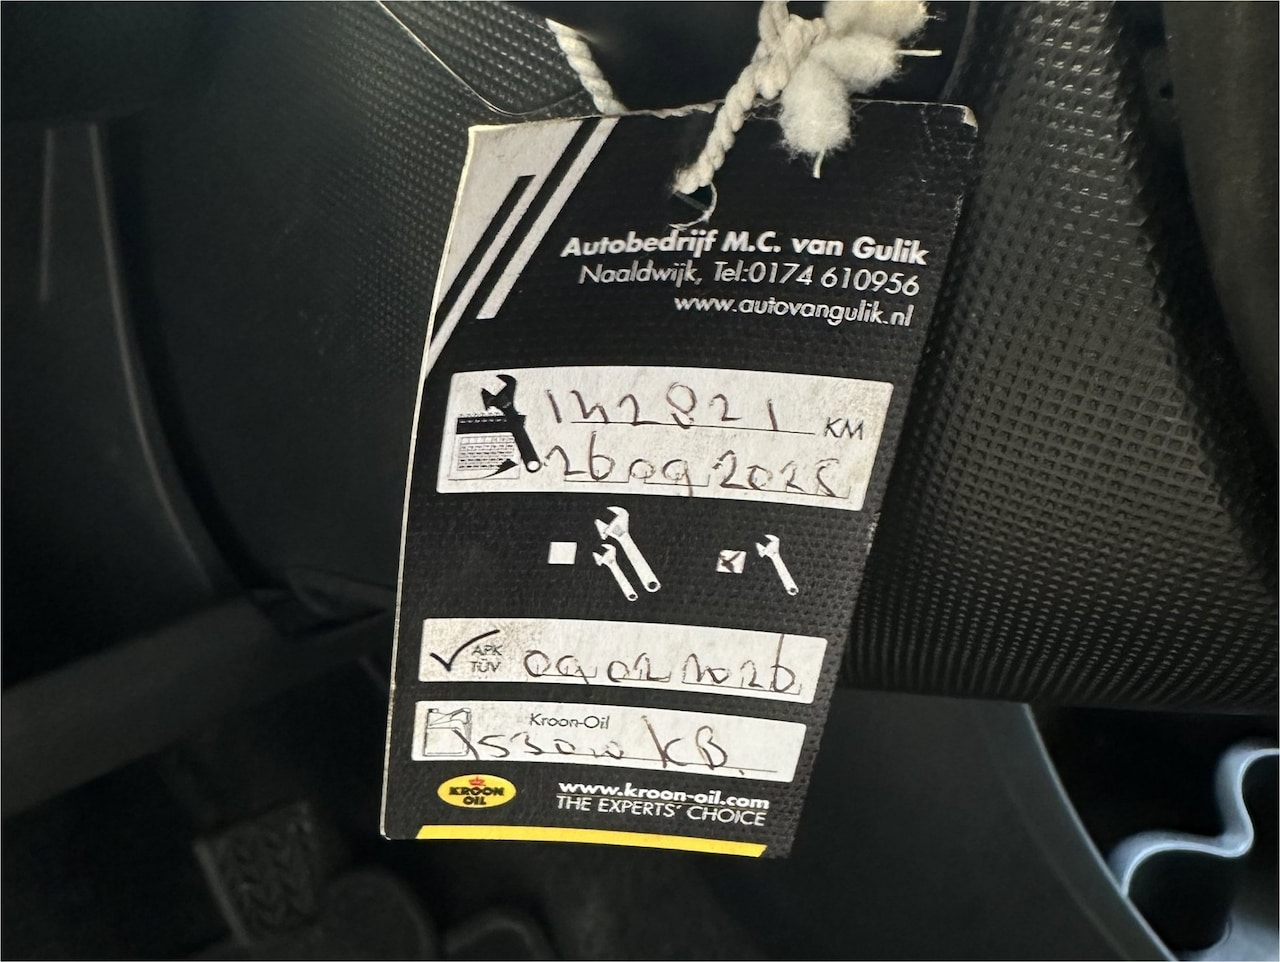 Autobedrijf M.C. van Gulik
Naaldwijk, Tel:0174 610956
www.autovangulik.nl
142821 KM
26 09 2025
APK
TÜV
09 02 2026
Kroon-Oil
KB
KROON
OIL
www.kroon-oil.com
THE EXPERTS' CHOICE